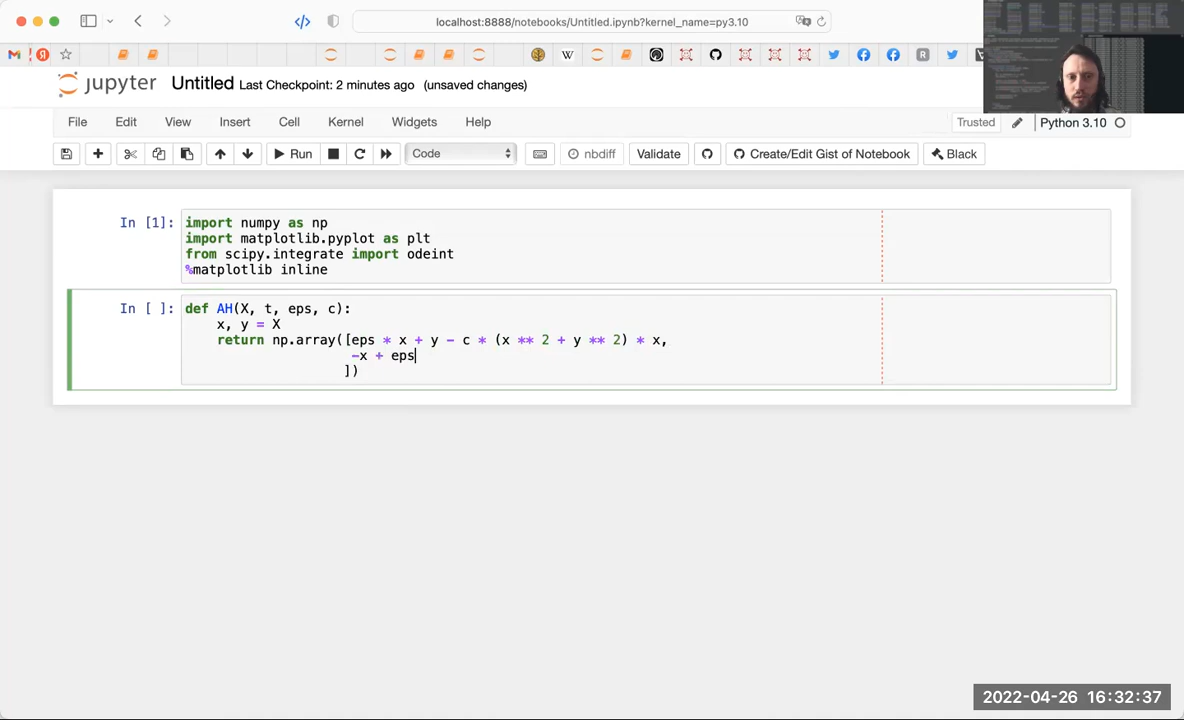 localhost:8888/notebooks/Untitled.ipynb?kernel_name=py3.10
jupyter Untitled Last Checkpoint: 2 minutes ago (unsaved changes)
File Edit View Insert Cell Kernel Widgets Help Trusted Python 3.10
Run Code nbdiff Validate Create/Edit Gist of Notebook Black
In [1]: import numpy as np
import matplotlib.pyplot as plt
from scipy.integrate import odeint
%matplotlib inline
In [ ]: def AH(X, t, eps, c):
x, y = X
return np.array([eps * x + y - c * (x ** 2 + y ** 2) * x,
-x + eps
])
2022-04-26 16:32:37